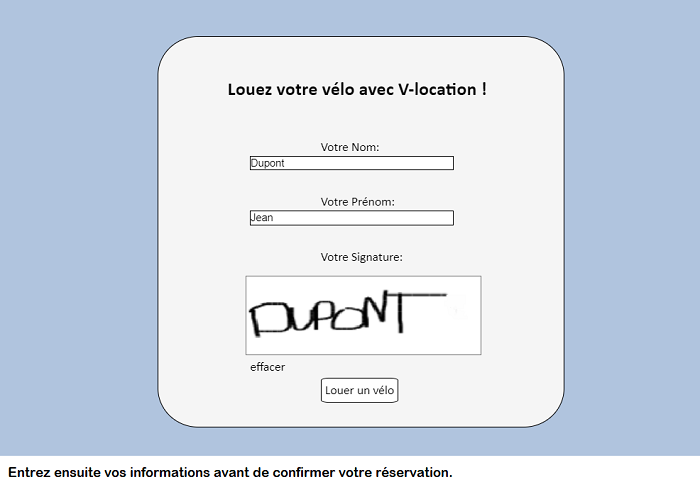 Louez votre vélo avec V-location !
Votre Nom:
Dupont
Votre Prénom:
Jean
Votre Signature:
DUPONT
effacer
Louer un vélo
Entrez ensuite vos informations avant de confirmer votre réservation.